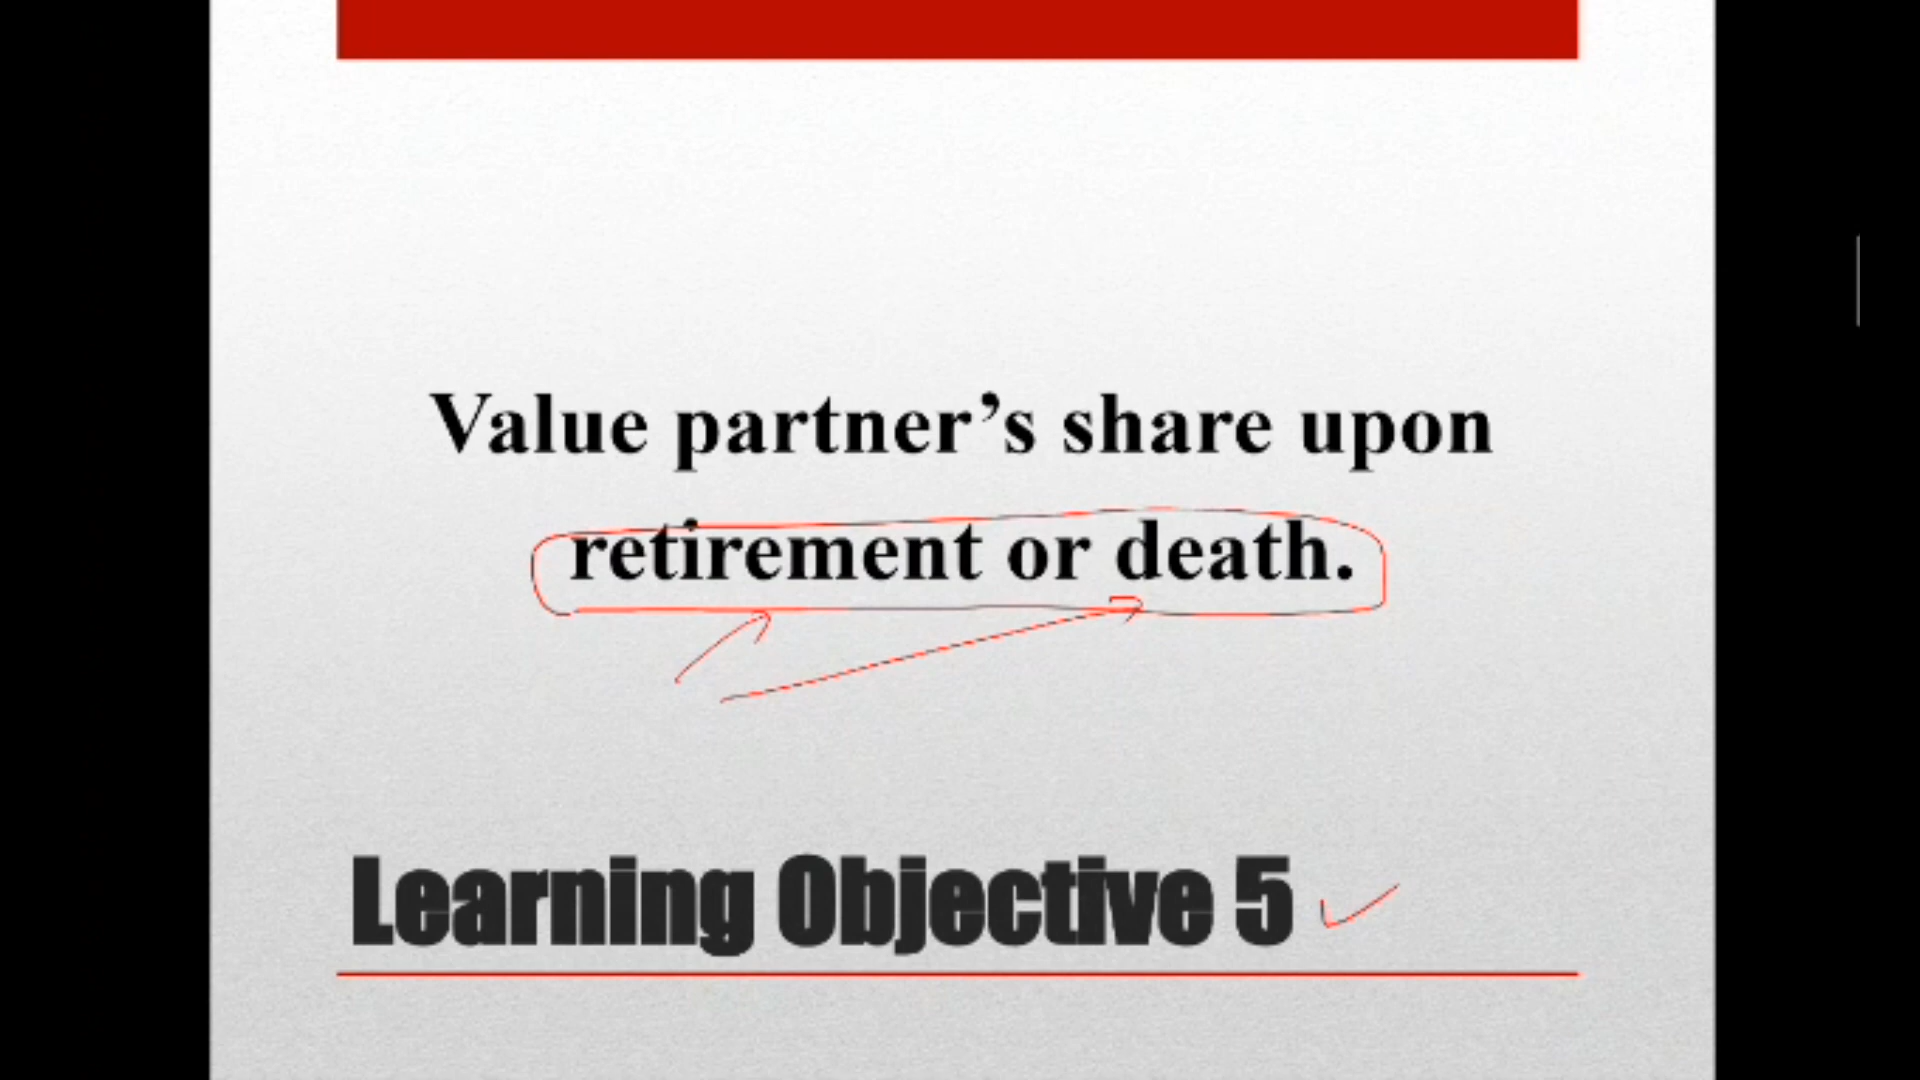 Value partner’s share upon
retirement or death.
Learning Objective 5